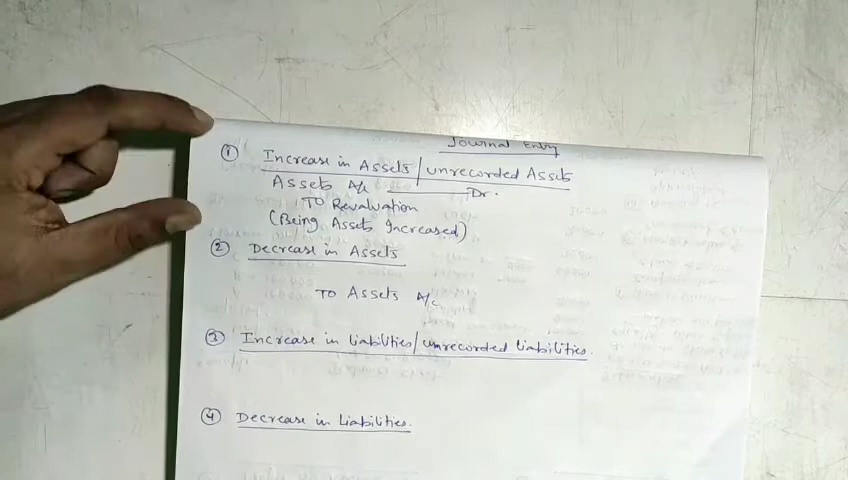 Journal Entry
① Increase in Assets / unrecorded Assets
Assets A/c Dr.
To Revaluation
(Being Assets Increased)
② Decrease in Assets
To Assets A/c
③ Increase in liabilities / unrecorded liabilities.
④ Decrease in Liabilities.